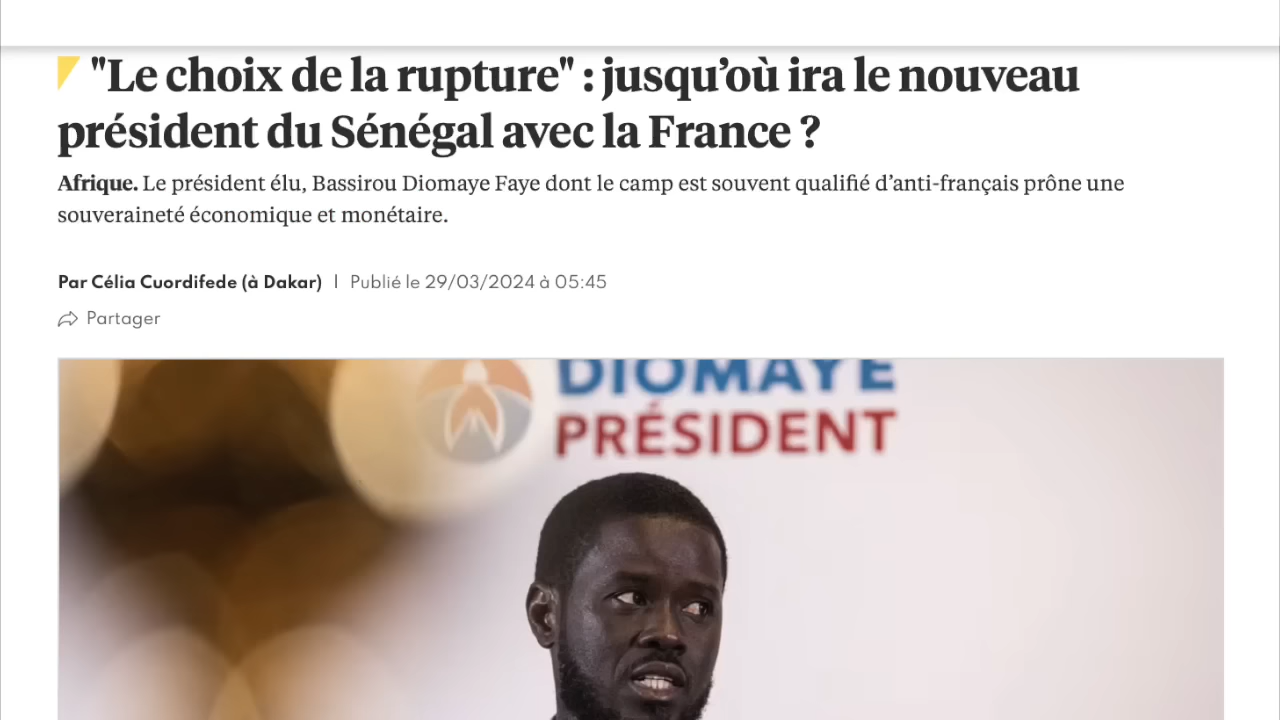 "Le choix de la rupture" : jusqu’où ira le nouveau
président du Sénégal avec la France ?
Afrique. Le président élu, Bassirou Diomaye Faye dont le camp est souvent qualifié d’anti-français prône une
souveraineté économique et monétaire.
Par Célia Cuordifede (à Dakar) | Publié le 29/03/2024 à 05:45
Partager
DIOMAYE
PRÉSIDENT